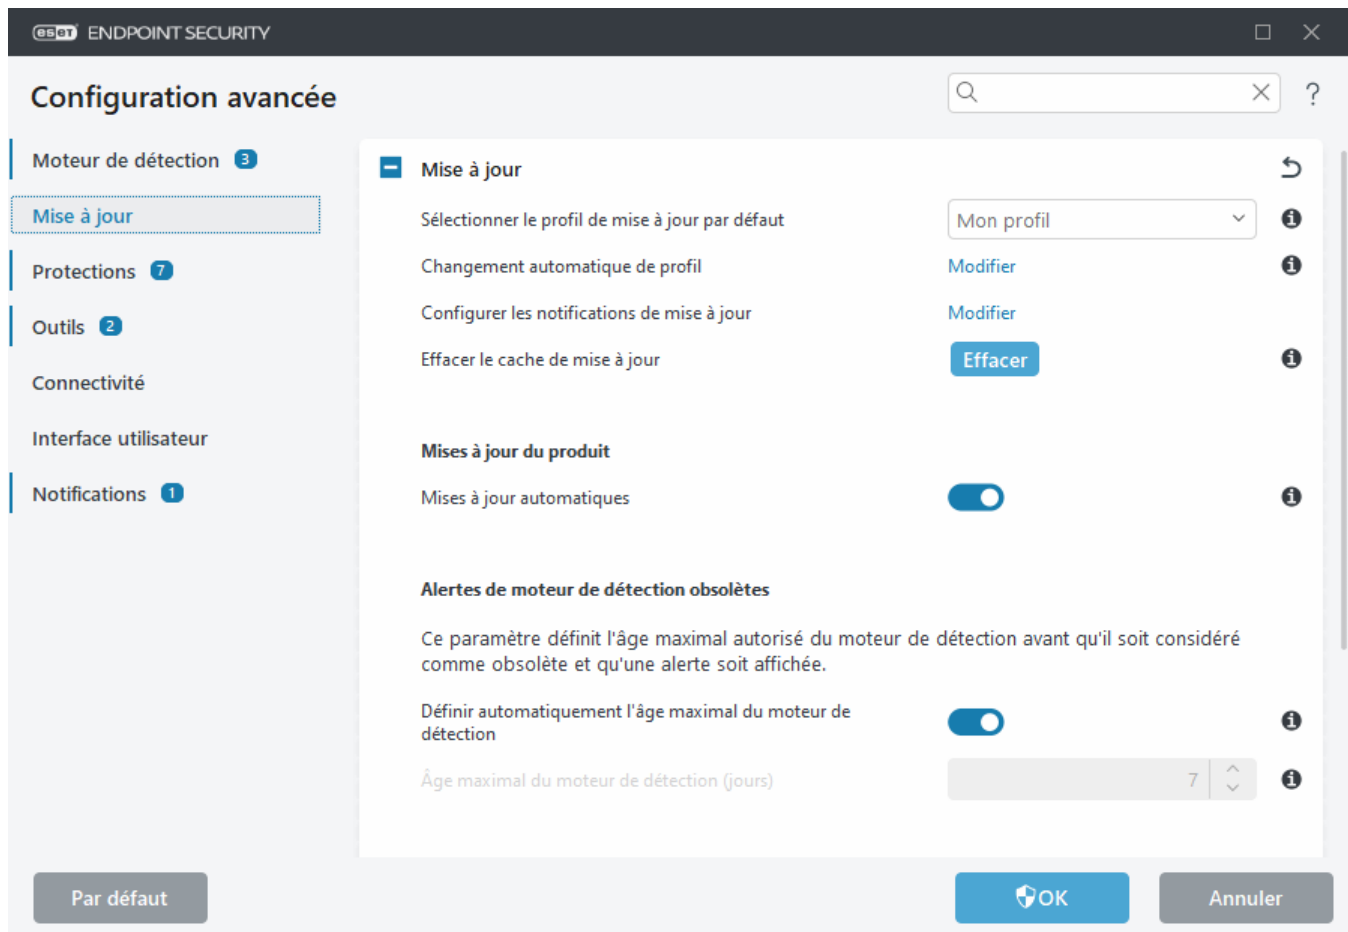 eset ENDPOINT SECURITY
Configuration avancée
?
Moteur de détection 3
Mise à jour
Protections 7
Outils 2
Connectivité
Interface utilisateur
Notifications 1
Mise à jour
Sélectionner le profil de mise à jour par défaut
Mon profil
Changement automatique de profil
Modifier
Configurer les notifications de mise à jour
Modifier
Effacer le cache de mise à jour
Effacer
Mises à jour du produit
Mises à jour automatiques
Alertes de moteur de détection obsolètes
Ce paramètre définit l'âge maximal autorisé du moteur de détection avant qu'il soit considéré
comme obsolète et qu'une alerte soit affichée.
Définir automatiquement l'âge maximal du moteur de
détection
Âge maximal du moteur de détection (jours)
7
Par défaut
OK
Annuler